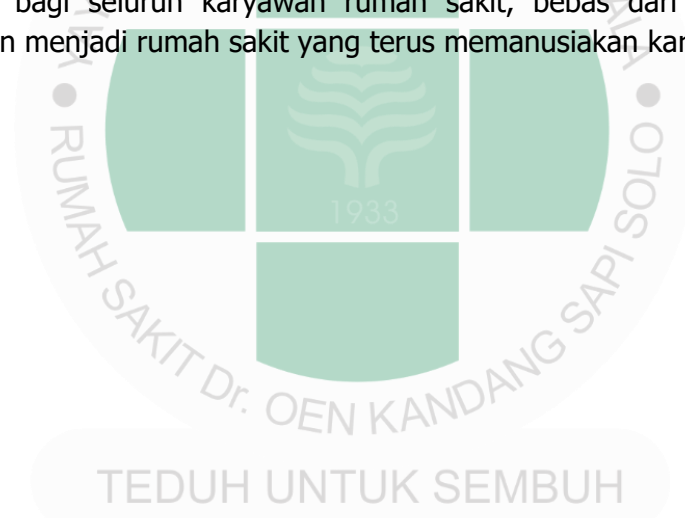 bagi seluruh karyawan rumah sakit, bebas dari
n menjadi rumah sakit yang terus memanusiakan kar
RUMAH SAKIT Dr. OEN KANDANG SAPI SOLO
1933
TEDUH UNTUK SEMBUH